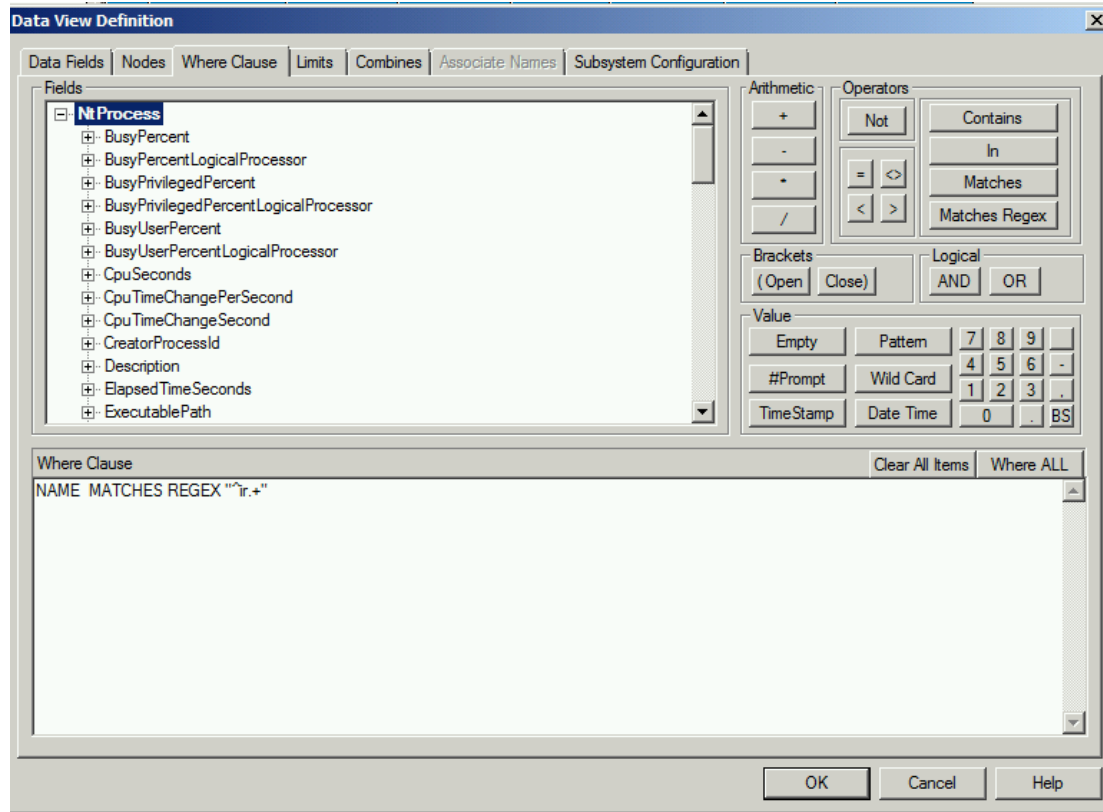 Data View Definition
X
Data Fields Nodes Where Clause Limits Combines Associate Names Subsystem Configuration
Fields
NtProcess
BusyPercent
BusyPercentLogicalProcessor
BusyPrivilegedPercent
BusyPrivilegedPercentLogicalProcessor
BusyUserPercent
BusyUserPercentLogicalProcessor
CpuSeconds
CpuTimeChangePerSecond
CpuTimeChangeSecond
CreatorProcessId
Description
ElapsedTimeSeconds
ExecutablePath
Arithmetic
+
-
*
/
Operators
Not
= <>
< >
Contains
In
Matches
Matches Regex
Brackets
( Open Close)
Logical
AND OR
Value
Empty Pattern 7 8 9
#Prompt Wild Card 4 5 6 -
1 2 3 ,
TimeStamp Date Time 0 . BS
Where Clause Clear All Items Where ALL
NAME  MATCHES REGEX "^ir.+"
OK Cancel Help